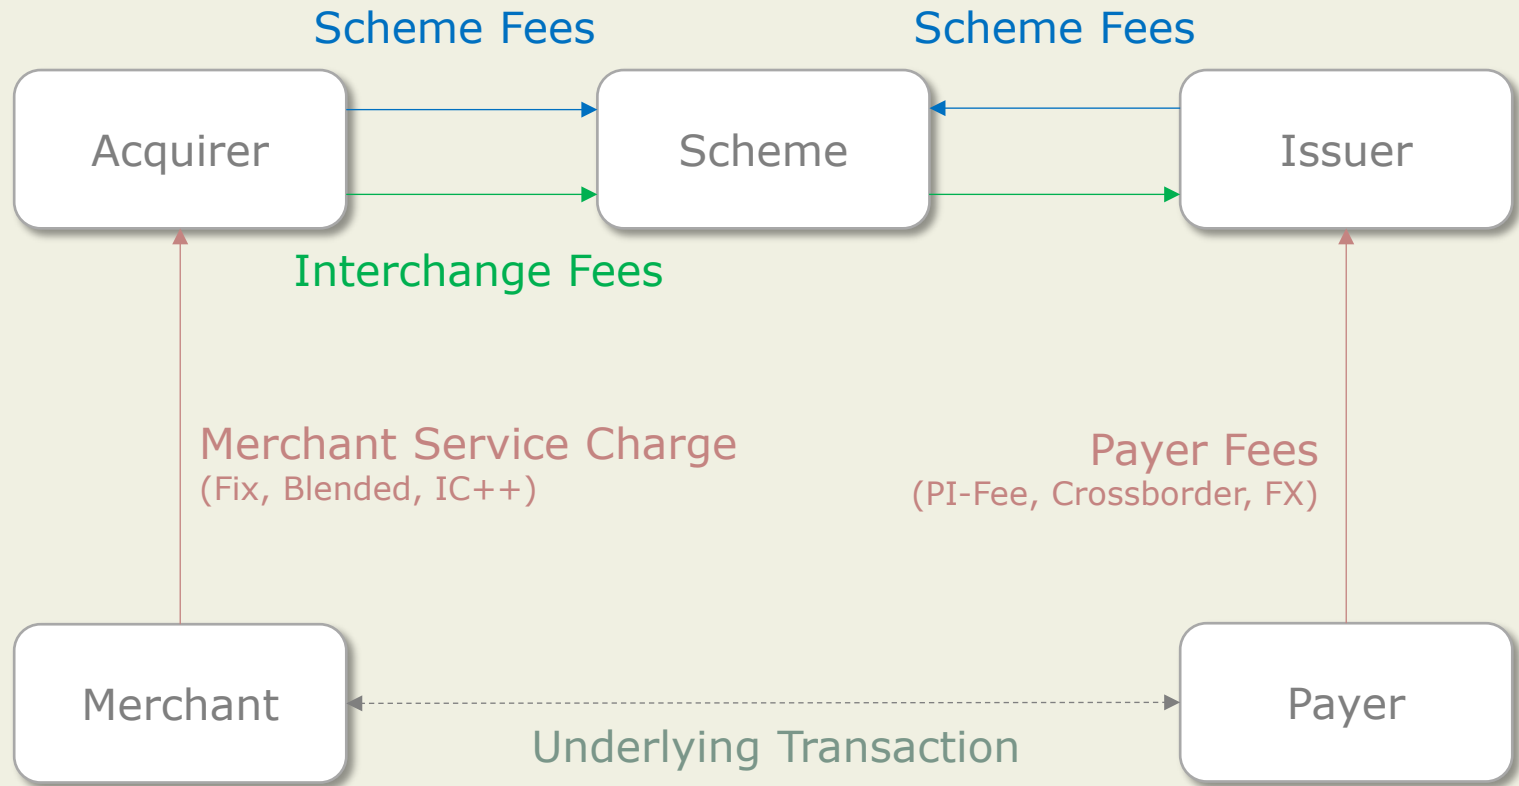 Scheme Fees
Scheme Fees
Acquirer
Scheme
Issuer
Interchange Fees
Merchant Service Charge
(Fix, Blended, IC++)
Payer Fees
(PI-Fee, Crossborder, FX)
Merchant
Payer
Underlying Transaction